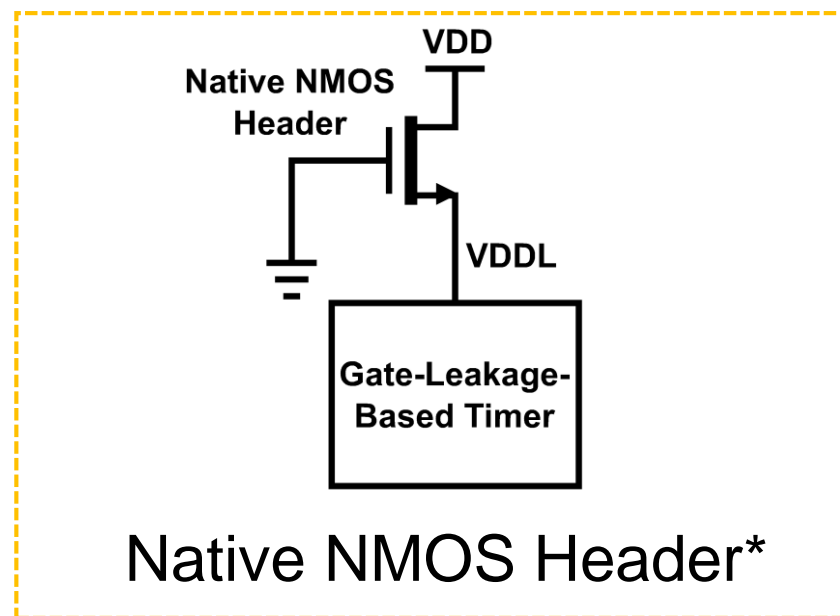 VDD
Native NMOS
Header
VDDL
Gate-Leakage-
Based Timer
Native NMOS Header*